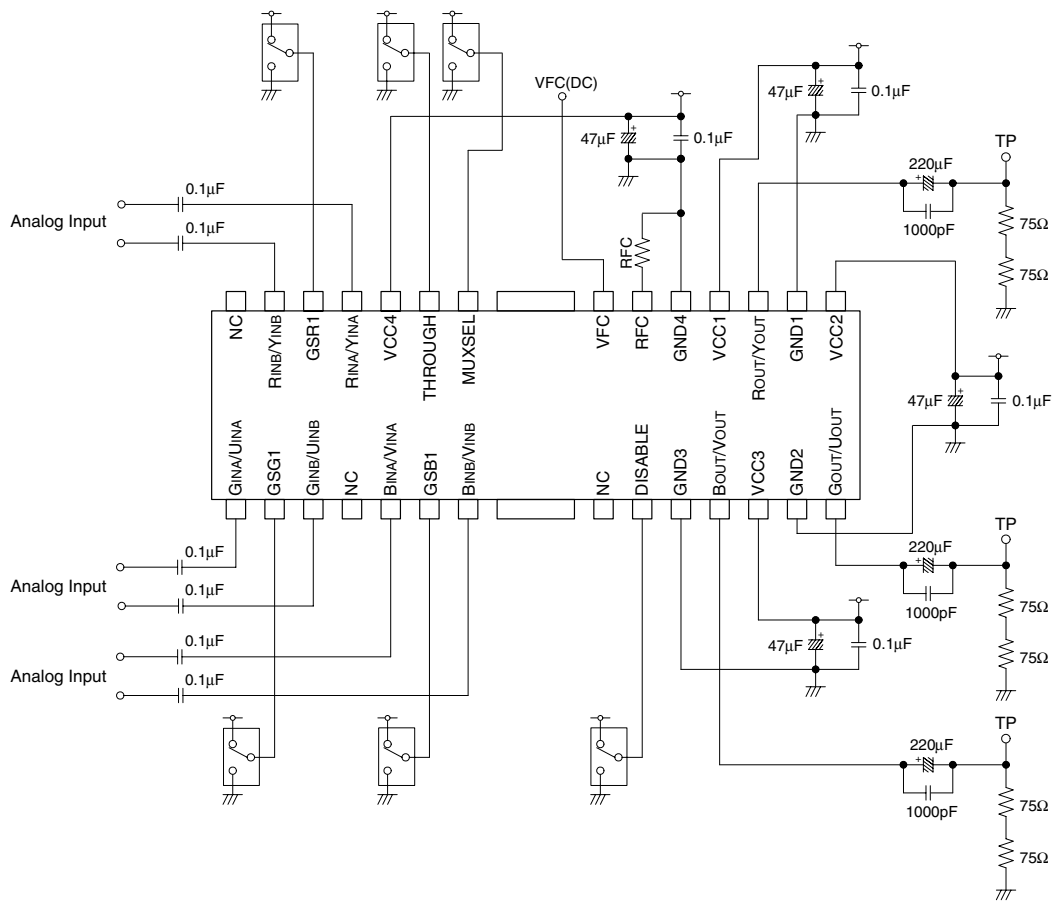 VFC(DC)
47µF
+
0.1µF
47µF
+
0.1µF
TP
220µF
+
1000pF
75Ω
75Ω
0.1µF
Analog Input
0.1µF
RFC
NC
RINB/YINB
GSR1
RINA/YINA
VCC4
THROUGH
MUXSEL
VFC
RFC
GND4
VCC1
ROUT/YOUT
GND1
VCC2
47µF
+
0.1µF
GINA/UINA
GSG1
GINB/UINB
NC
BINA/VINA
GSB1
BINB/VINB
NC
DISABLE
GND3
BOUT/VOUT
VCC3
GND2
GOUT/UOUT
0.1µF
Analog Input
0.1µF
0.1µF
Analog Input
0.1µF
TP
220µF
+
1000pF
75Ω
75Ω
47µF
+
0.1µF
TP
220µF
+
1000pF
75Ω
75Ω